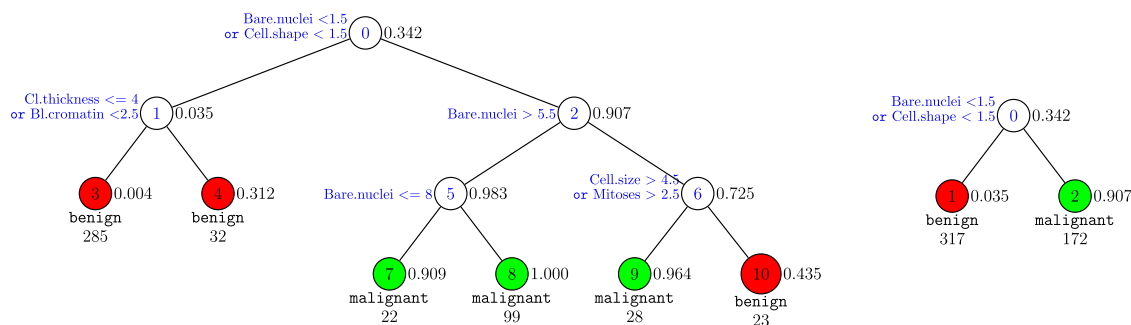 Bare.nuclei <1.5
or Cell.shape < 1.5 0 0.342
Cl.thickness <= 4
or Bl.cromatin <2.5 1 0.035
Bare.nuclei > 5.5 2 0.907
3 0.004
benign
285
4 0.312
benign
32
Bare.nuclei <= 8 5 0.983
Cell.size > 4.5
or Mitoses > 2.5 6 0.725
7 0.909
malignant
22
8 1.000
malignant
99
9 0.964
malignant
28
10 0.435
benign
23
Bare.nuclei <1.5
or Cell.shape < 1.5 0 0.342
1 0.035
benign
317
2 0.907
malignant
172